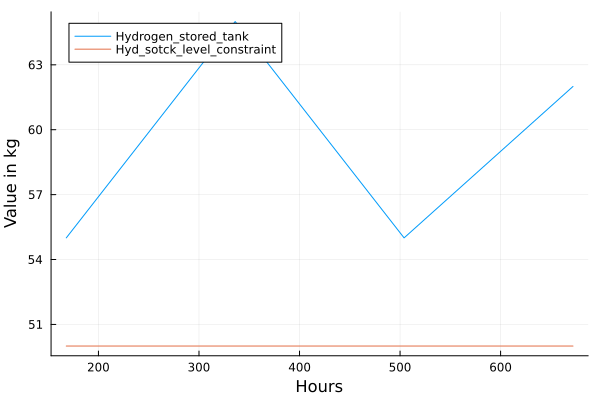 Hydrogen_stored_tank
Hyd_sotck_level_constraint
63
60
57
54
51
Value in kg
200 300 400 500 600
Hours